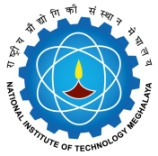 राष्ट्रीय प्रौद्योगिकी संस्थान मेघालय
NATIONAL INSTITUTE OF TECHNOLOGY MEGHALAYA